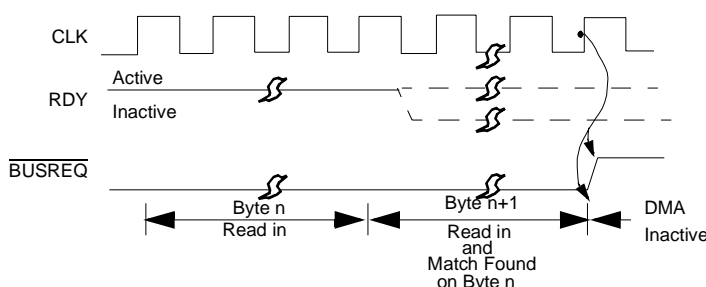 CLK
Active
RDY
Inactive
BUSREQ
Byte n
Read in
Byte n+1
Read in
and
Match Found
on Byte n
DMA
Inactive